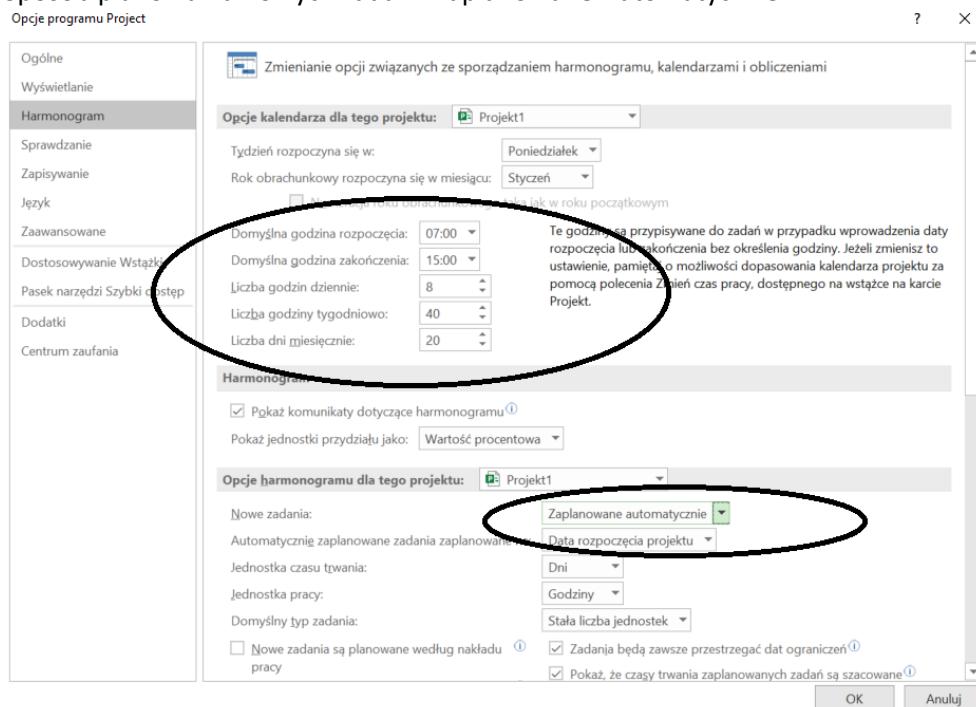 Opcje programu Project
?
Ogólne
Wyświetlanie
Harmonogram
Sprawdzanie
Zapisywanie
Język
Zaawansowane
Dostosowywanie Wstążki
Pasek narzędzi Szybki dostęp
Dodatki
Centrum zaufania
Zmienianie opcji związanych ze sporządzaniem harmonogramu, kalendarzami i obliczeniami
Opcje kalendarza dla tego projektu: Projekt1
Tydzień rozpoczyna się w: Poniedziałek
Rok obrachunkowy rozpoczyna się w miesiącu: Styczeń
jak w roku początkowym
Domyślna godzina rozpoczęcia: 07:00
Domyślna godzina zakończenia: 15:00
Liczba godzin dziennie: 8
Liczba godziny tygodniowo: 40
Liczba dni miesięcznie: 20
Te godziny są przypisywane do zadań w przypadku wprowadzenia daty
rozpoczęcia lub zakończenia bez określenia godziny. Jeżeli zmienisz to
ustawienie, pamiętaj o możliwości dopasowania kalendarza projektu za
pomocą polecenia Zmień czas pracy, dostępnego na wstążce na karcie
Projekt.
Harmonogram
Pokaż komunikaty dotyczące harmonogramu
Pokaż jednostki przydziału jako: Wartość procentowa
Opcje harmonogramu dla tego projektu: Projekt1
Nowe zadania: Zaplanowane automatycznie
Automatycznie zaplanowane zadania zaplanowane Data rozpoczęcia projektu
Jednostka czasu trwania: Dni
Jednostka pracy: Godziny
Domyślny typ zadania: Stała liczba jednostek
Nowe zadania są planowane według nakładu
pracy
Zadania będą zawsze przestrzegać dat ograniczeń
Pokaż, że czasy trwania zaplanowanych zadań są szacowane
OK Anuluj